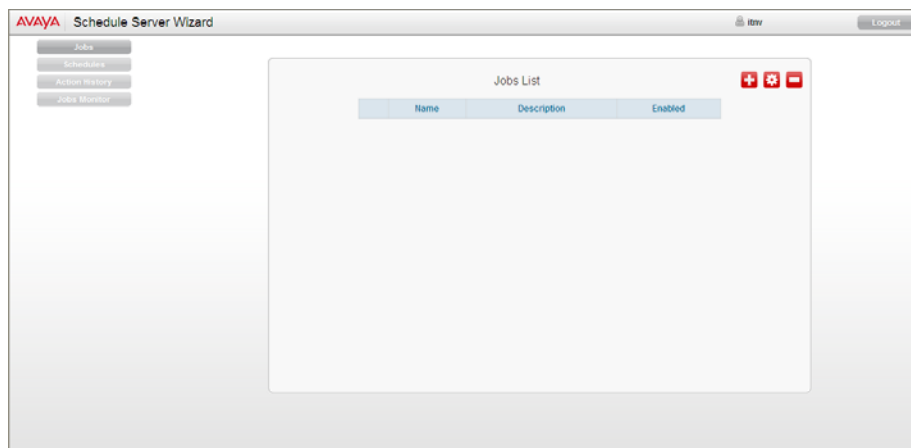 AVAYA Schedule Server Wizard
itnv
Logout
Jobs
Schedules
Action History
Jobs Monitor
Jobs List
Name Description Enabled